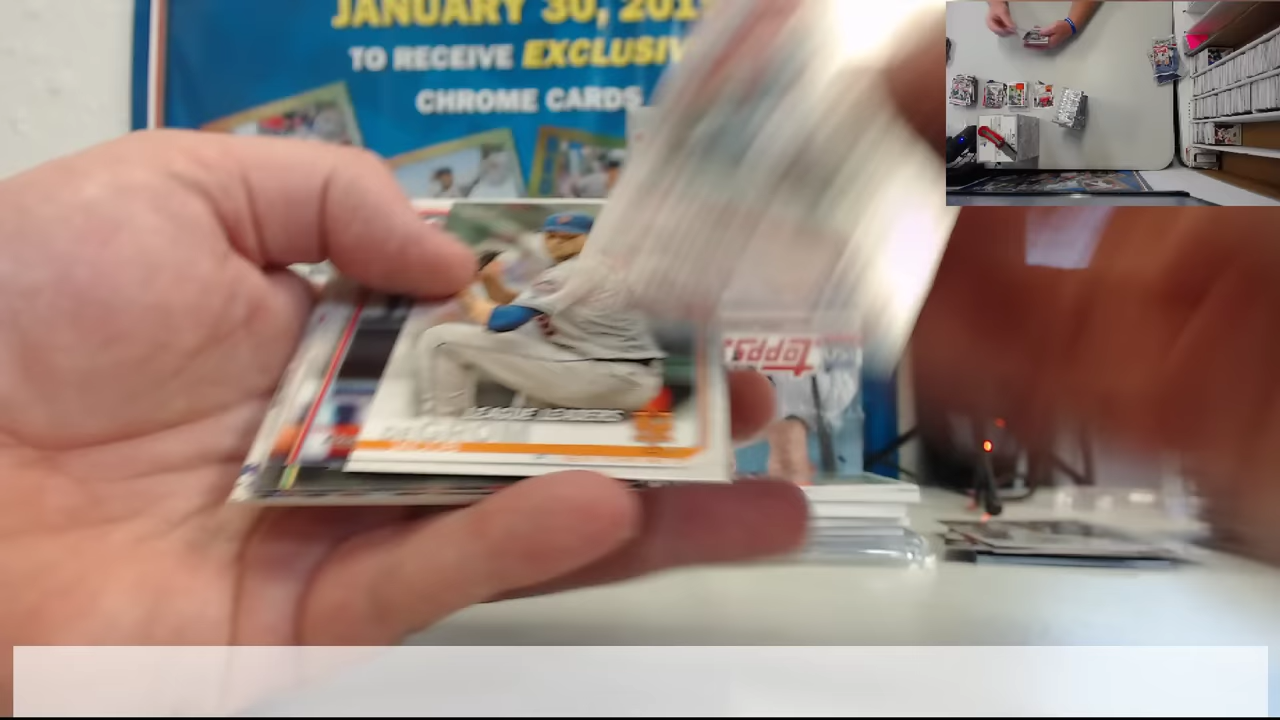 JANUARY 30, 201
TO RECEIVE EXCLUSIV
CHROME CARDS
topps
LEAGUE LEADERS